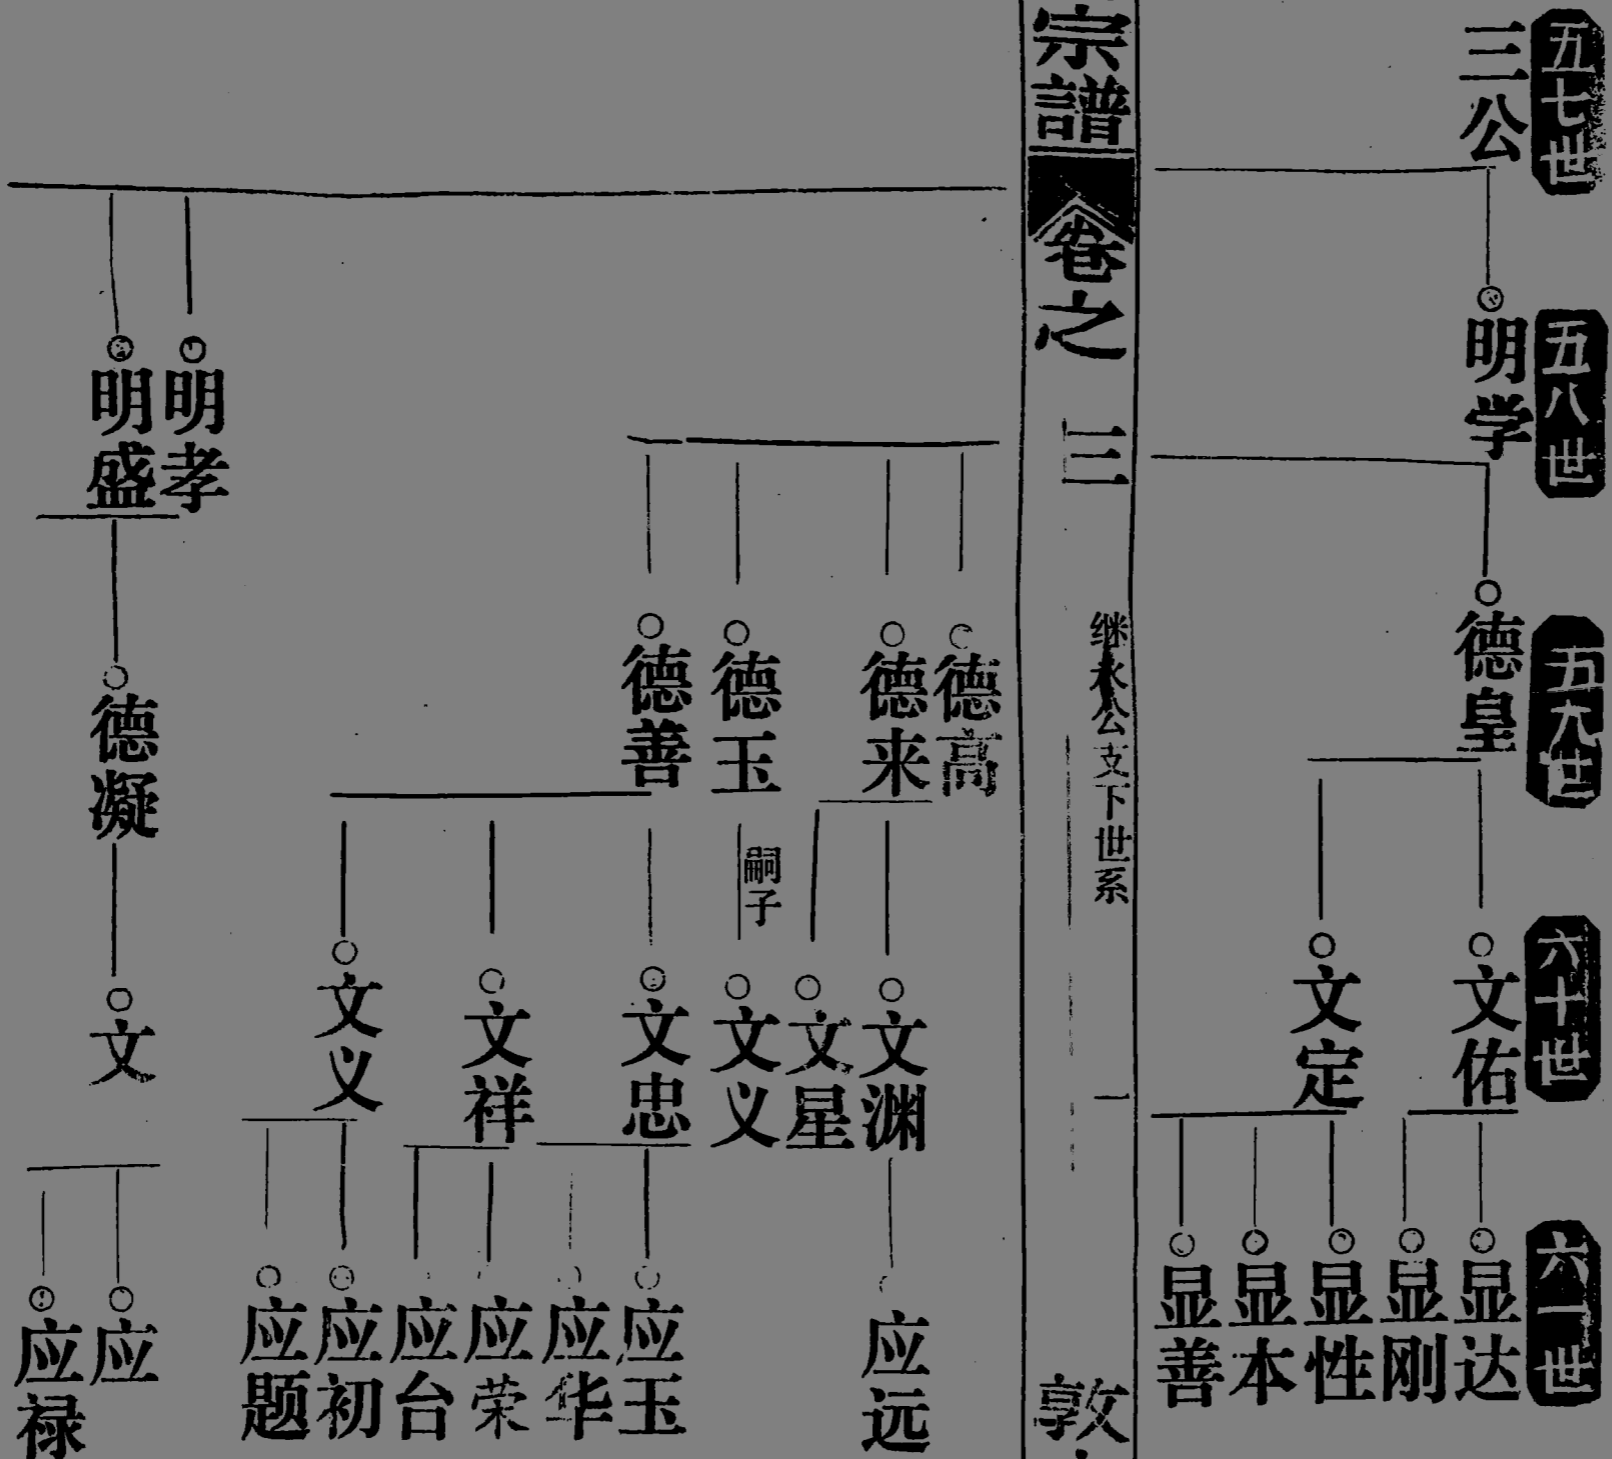 五七世
三公
五八世
明学
五九世
德皇
六十世
文佑
文定
六一世
显达
显刚
显性
显本
显善
宗譜
卷之三
继永公支下世系
一
敦
明孝
明盛
德高
德来
德玉
德善
德凝
嗣子
文渊
文星
文义
文忠
文祥
文义
文
应远
应玉
应华
应荣
应台
应初
应题
应
应禄